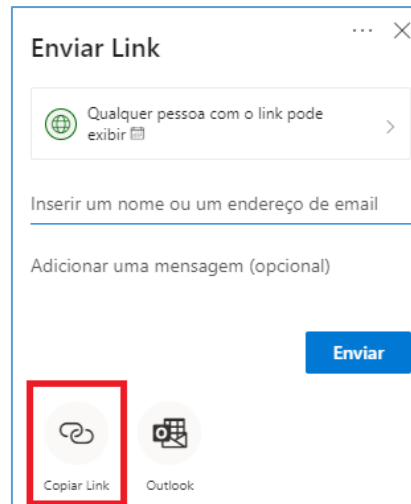 Enviar Link
Qualquer pessoa com o link pode
exibir
Inserir um nome ou um endereço de email
Adicionar uma mensagem (opcional)
Enviar
Copiar Link
Outlook